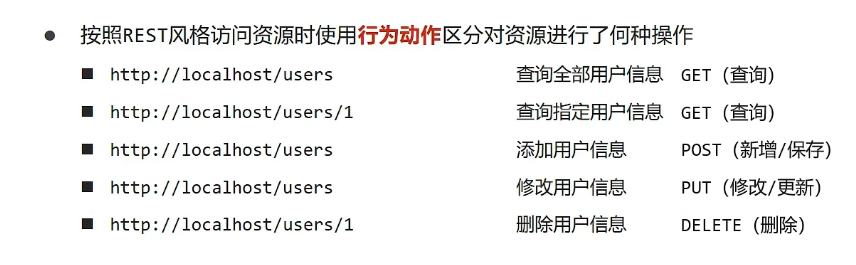 ● 按照REST风格访问资源时使用行为动作区分对资源进行了何种操作
■ http://localhost/users 查询全部用户信息 GET（查询）
■ http://localhost/users/1 查询指定用户信息 GET（查询）
■ http://localhost/users 添加用户信息 POST（新增/保存）
■ http://localhost/users 修改用户信息 PUT（修改/更新）
■ http://localhost/users/1 删除用户信息 DELETE（删除）